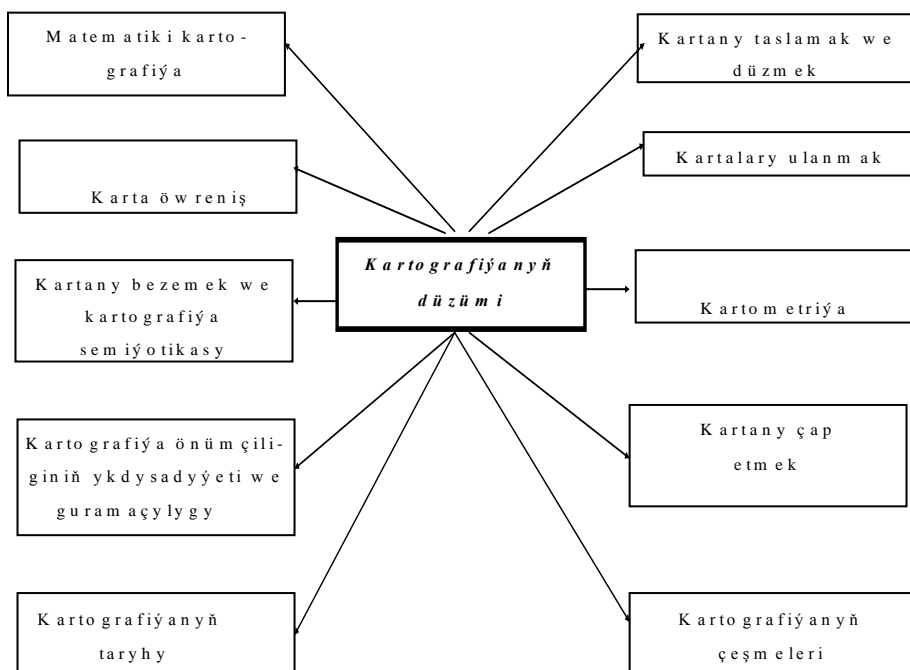 Matematiki karto-
grafiýa
Kartany taslamak we
düzmek
Karta öwreniş
Kartalary ulanmak
Kartografiýanyň
düzümi
Kartany bezemek we
kartografiýa
semiýotikasy
Kartometriýa
Kartografiýa önümçili-
giniň ykdysadyýeti we
guramaçylygy
Kartany çap
etmek
Kartografiýanyň
taryhy
Kartografiýanyň
çeşmeleri